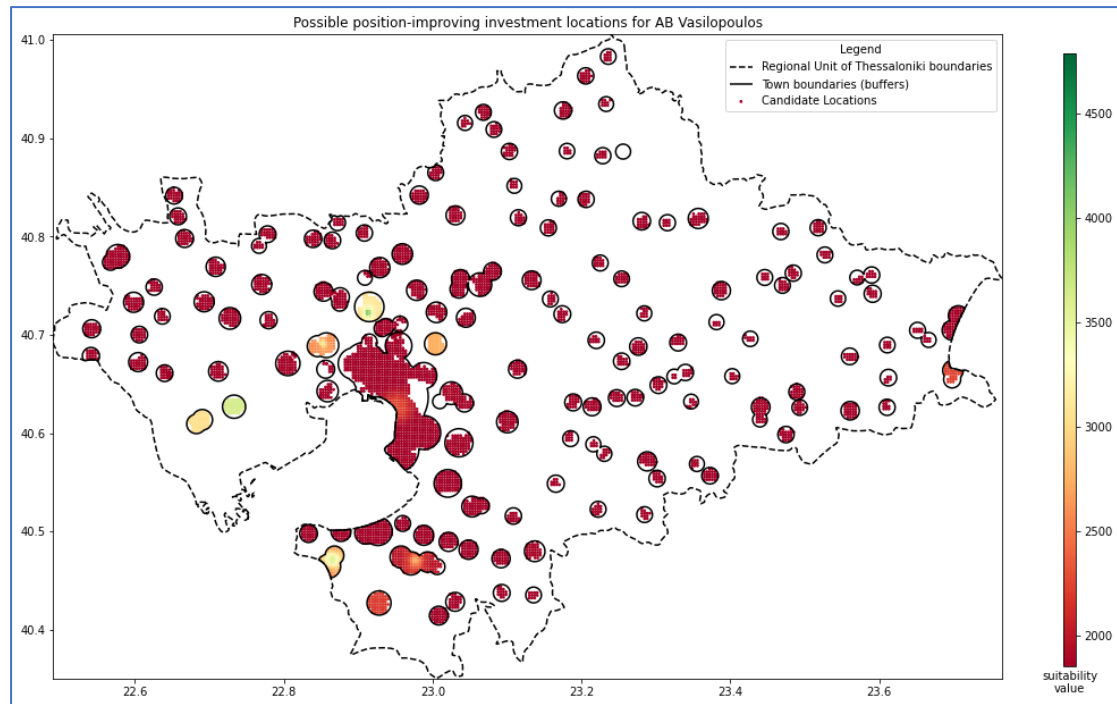 Possible position-improving investment locations for AB Vasilopoulos
41.0
40.9
40.8
40.7
40.6
40.5
40.4
22.6
22.8
23.0
23.2
23.4
23.6
Legend
Regional Unit of Thessaloniki boundaries
Town boundaries (buffers)
Candidate Locations
4500
4000
3500
3000
2500
2000
suitability
value